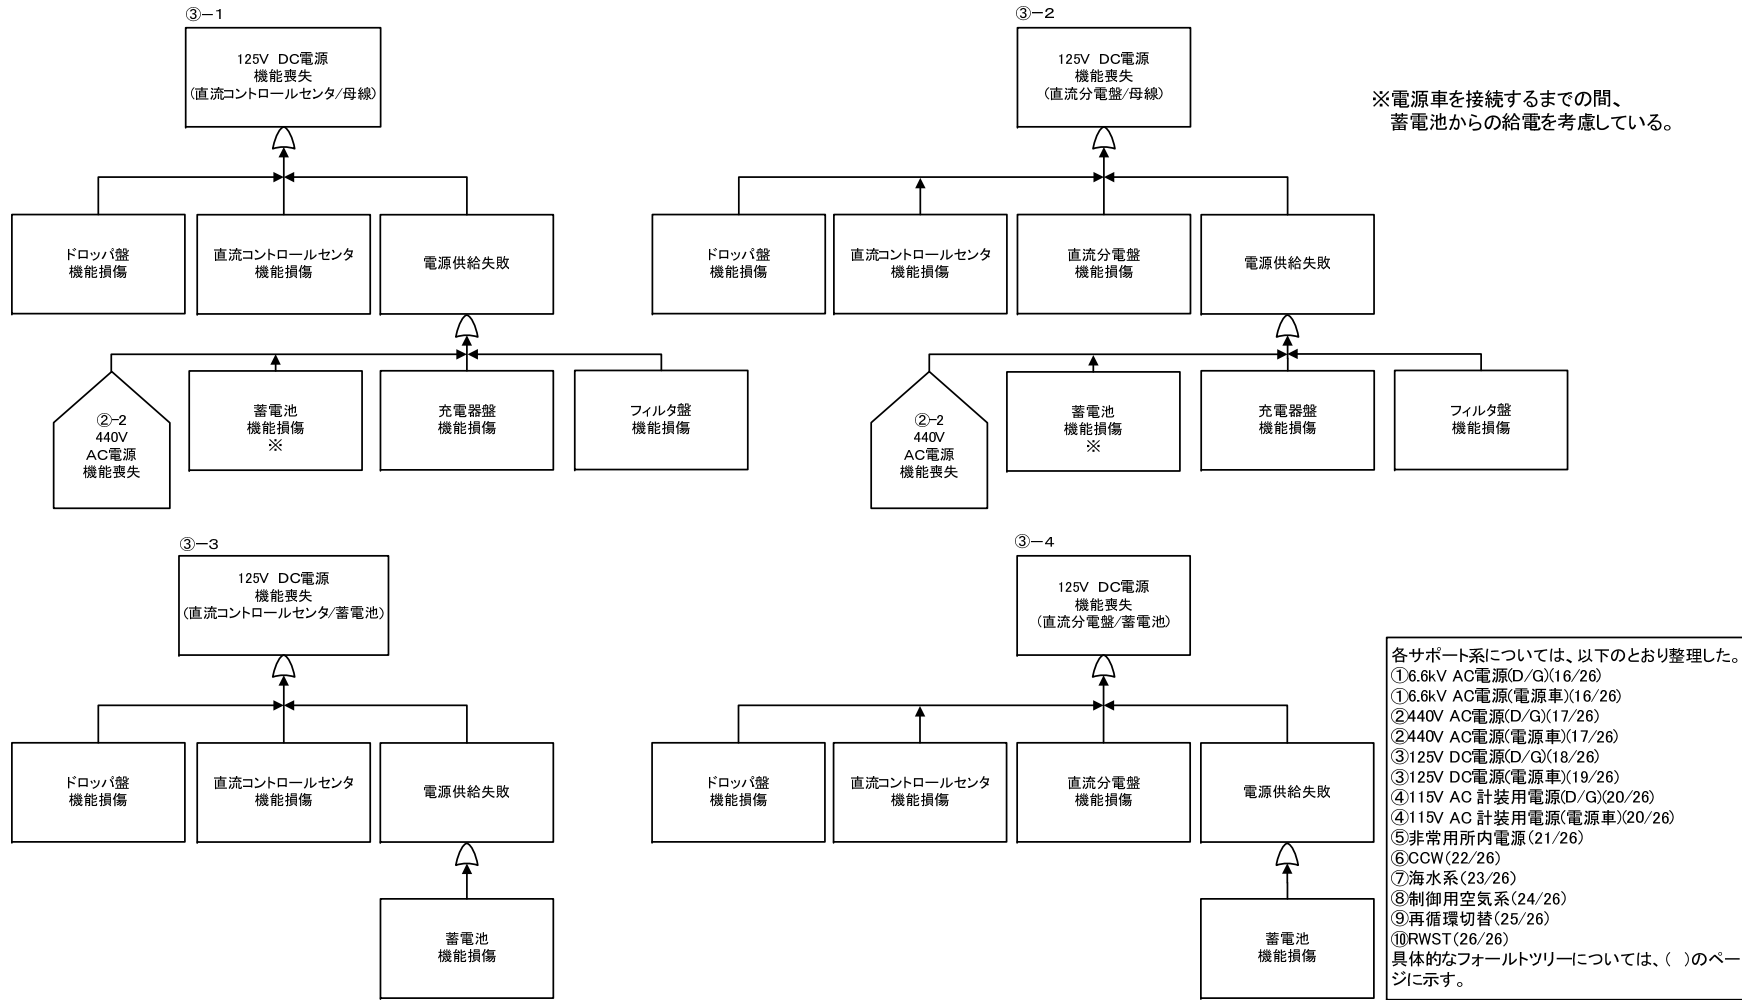 ③−1
125V DC電源
機能喪失
(直流コントロールセンタ/母線)
ドロッパ盤
機能損傷
直流コントロールセンタ
機能損傷
電源供給失敗
②-2
440V
AC電源
機能喪失
蓄電池
機能損傷
※
充電器盤
機能損傷
フィルタ盤
機能損傷
③−2
125V DC電源
機能喪失
(直流分電盤/母線)
ドロッパ盤
機能損傷
直流コントロールセンタ
機能損傷
直流分電盤
機能損傷
電源供給失敗
②-2
440V
AC電源
機能喪失
蓄電池
機能損傷
※
充電器盤
機能損傷
フィルタ盤
機能損傷
※電源車を接続するまでの間、
蓄電池からの給電を考慮している。
③−3
125V DC電源
機能喪失
(直流コントロールセンタ/蓄電池)
ドロッパ盤
機能損傷
直流コントロールセンタ
機能損傷
電源供給失敗
蓄電池
機能損傷
③−4
125V DC電源
機能喪失
(直流分電盤/蓄電池)
ドロッパ盤
機能損傷
直流コントロールセンタ
機能損傷
直流分電盤
機能損傷
電源供給失敗
蓄電池
機能損傷
各サポート系については、以下のとおり整理した。
①6.6kV AC電源(D/G)(16/26)
①6.6kV AC電源(電源車)(16/26)
②440V AC電源(D/G)(17/26)
②440V AC電源(電源車)(17/26)
③125V DC電源(D/G)(18/26)
③125V DC電源(電源車)(19/26)
④115V AC 計装用電源(D/G)(20/26)
④115V AC 計装用電源(電源車)(20/26)
⑤非常用所内電源(21/26)
⑥CCW(22/26)
⑦海水系(23/26)
⑧制御用空気系(24/26)
⑨再循環切替(25/26)
⑩RWST(26/26)
具体的なフォールトツリーについては、( )のペー
ジに示す。